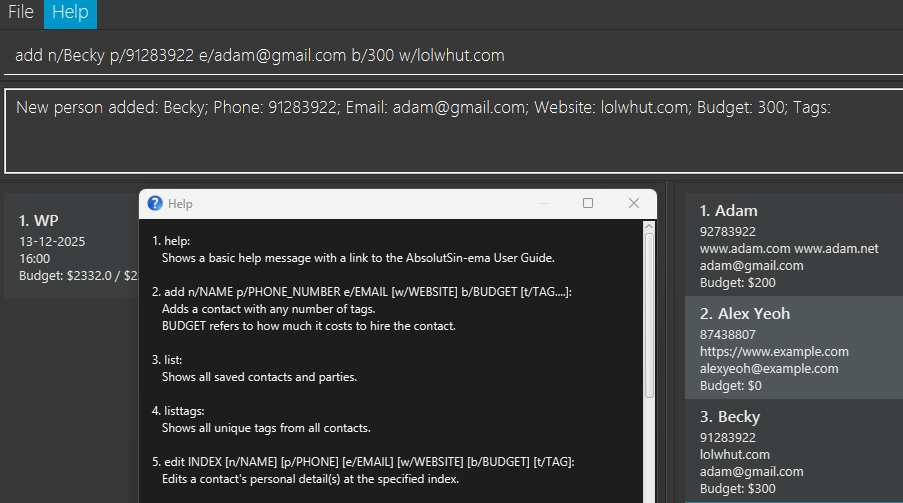 File Help
add n/Becky p/91283922 e/adam@gmail.com b/300 w/lolwhut.com
New person added: Becky; Phone: 91283922; Email: adam@gmail.com; Website: lolwhut.com; Budget: 300; Tags:
1. WP
13-12-2025
16:00
Budget: $2332.0 / $2
Help
1. help:
Shows a basic help message with a link to the AbsolutSin-ema User Guide.
2. add n/NAME p/PHONE_NUMBER e/EMAIL [w/WEBSITE] b/BUDGET [t/TAG....]:
Adds a contact with any number of tags.
BUDGET refers to how much it costs to hire the contact.
3. list:
Shows all saved contacts and parties.
4. listtags:
Shows all unique tags from all contacts.
5. edit INDEX [n/NAME] [p/PHONE] [e/EMAIL] [w/WEBSITE] [b/BUDGET] [t/TAG]:
Edits a contact's personal detail(s) at the specified index.
1. Adam
92783922
www.adam.com www.adam.net
adam@gmail.com
Budget: $200
2. Alex Yeoh
87438807
https://www.example.com
alexyeoh@example.com
Budget: $0
3. Becky
91283922
lolwhut.com
adam@gmail.com
Budget: $300